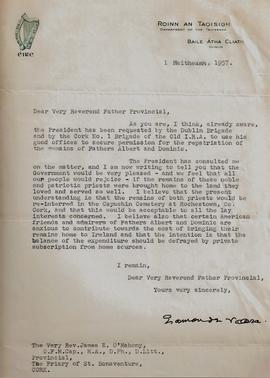 ROINN AN TAOISIGH
DEPARTMENT OF THE TAOISEACH
BAILE ÁTHA CLIATH
éire
1 Meitheamh, 1957.
Dear Very Reverend Father Provincial,
As you are, I think, already aware,
the President has been requested by the Dublin Brigade
and by the Cork No. 1 Brigade of the Old I.R.A. to use his
good offices to secure permission for the repatriation of
the remains of Fathers Albert and Dominic.
The President has consulted me
on the matter, and I am now writing to tell you that the
Government would be very pleased - and we feel that all
our people would rejoice - if the remains of these noble
and patriotic priests were brought home to the land they
loved and served so well. I believe that the present
understanding is that the remains of both priests would be
re-interred in the Capuchin Cemetery at Rochestown, Co.
Cork, and that this would be acceptable to all the lay
interests concerned. I believe also that certain American
friends and admirers of Fathers Albert and Dominic are
anxious to contribute towards the cost of bringing their
remains home to Ireland and that the intention is that the
balance of the expenditure should be defrayed by private
subscription from home sources.
I remain,
Dear Very Reverend Father Provincial,
Yours very sincerely,
The Very Rev. James E. O'Mahony,
O.F.M.Cap., M.A., D.Ph., D.Litt.,
Provincial,
The Friary of St. Bonaventure,
CORK.